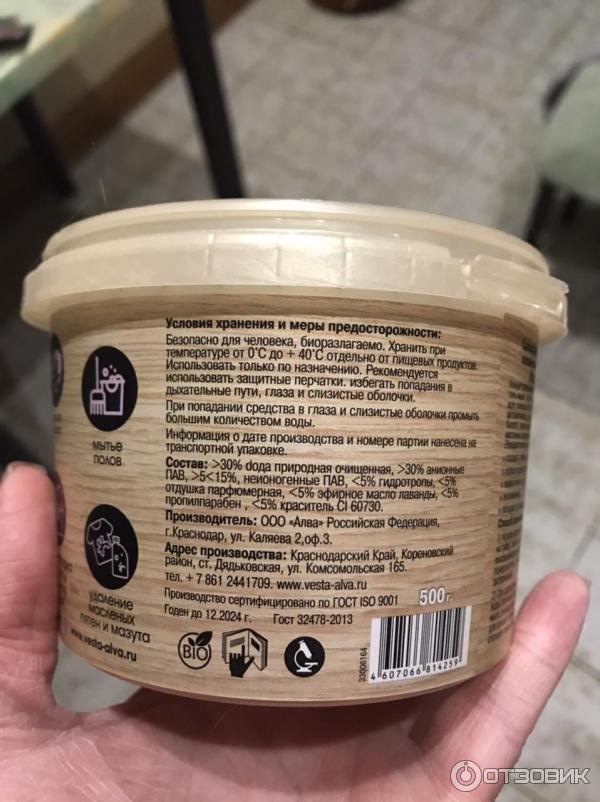 Условия хранения и меры предосторожности:
Безопасно для человека, биоразлагаемо. Хранить при
температуре от 0°С до + 40°С отдельно от пищевых продуктов.
Использовать только по назначению. Рекомендуется
использовать защитные перчатки. избегать попадания в
дыхательные пути, глаза и слизистые оболочки.
При попадании средства в глаза и слизистые оболочки промыть
большим количеством воды.
Информация о дате производства и номере партии нанесена на
транспортной упаковке.
Состав: >30% dода природная очищенная, >30% анионные
ПАВ, >5<15%, неионогенные ПАВ, <5% гидротропы, <5%
отдушка парфюмерная, <5% эфирное масло лаванды, <5%
пропилпарабен , <5% краситель CI 60730.
Производитель: ООО «Алва» Российская Федерация,
г.Краснодар, ул. Каляева 2,оф.3.
Адрес производства: Краснодарский Край, Кореновский
район, ст. Дядьковская, ул. Комсомольская 165.
тел. + 7 861 2441709. www.vesta-alva.ru
Производство сертифицировано по ГОСТ ISO 9001
500г.
Годен до 12.2024 г. Гост 32478-2013
мытье
полов
удаление
масленых
пятен и мазута
www.vesta-alva.ru
BIO
33006164
4 607066 814259
ОТЗОВИК